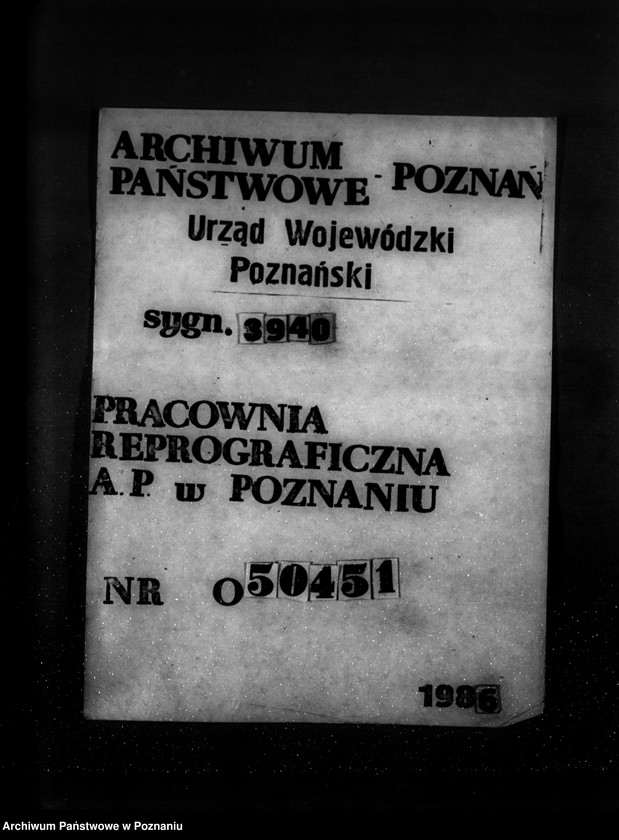 ARCHIWUM
PAŃSTWOWE - POZNAŃ
Urząd Wojewódzki
Poznański
sygn. 3940
PRACOWNIA
REPROGRAFICZNA
A.P. w POZNANIU
NR O50451
1986
Archiwum Państwowe w Poznaniu